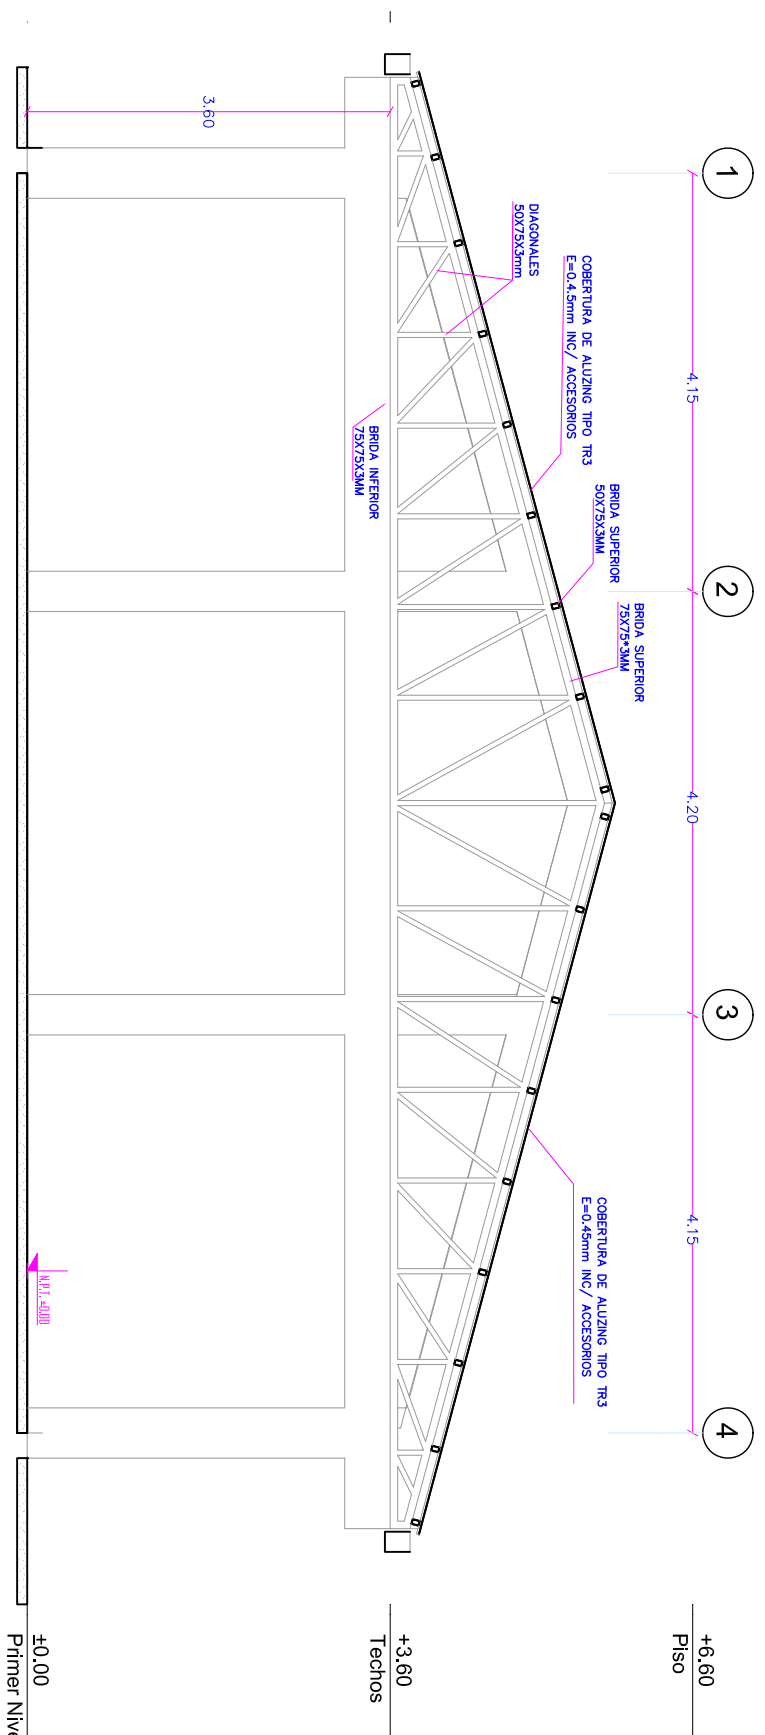 1
2
3
4
4.15
4.20
4.15
+6.60
Piso
COBERTURA DE ALUZING TIPO TR3
E=0.4.5mm INC/ ACCESORIOS
BRIDA SUPERIOR
50X75X3MM
BRIDA SUPERIOR
75X75*3MM
COBERTURA DE ALUZING TIPO TR3
E=0.45mm INC/ ACCESORIOS
DIAGONALES
50X75X3mm
BRIDA INFERIOR
75X75X3MM
+3.60
Techos
3.60
N.P.T. ±0.00
±0.00
Primer Nive